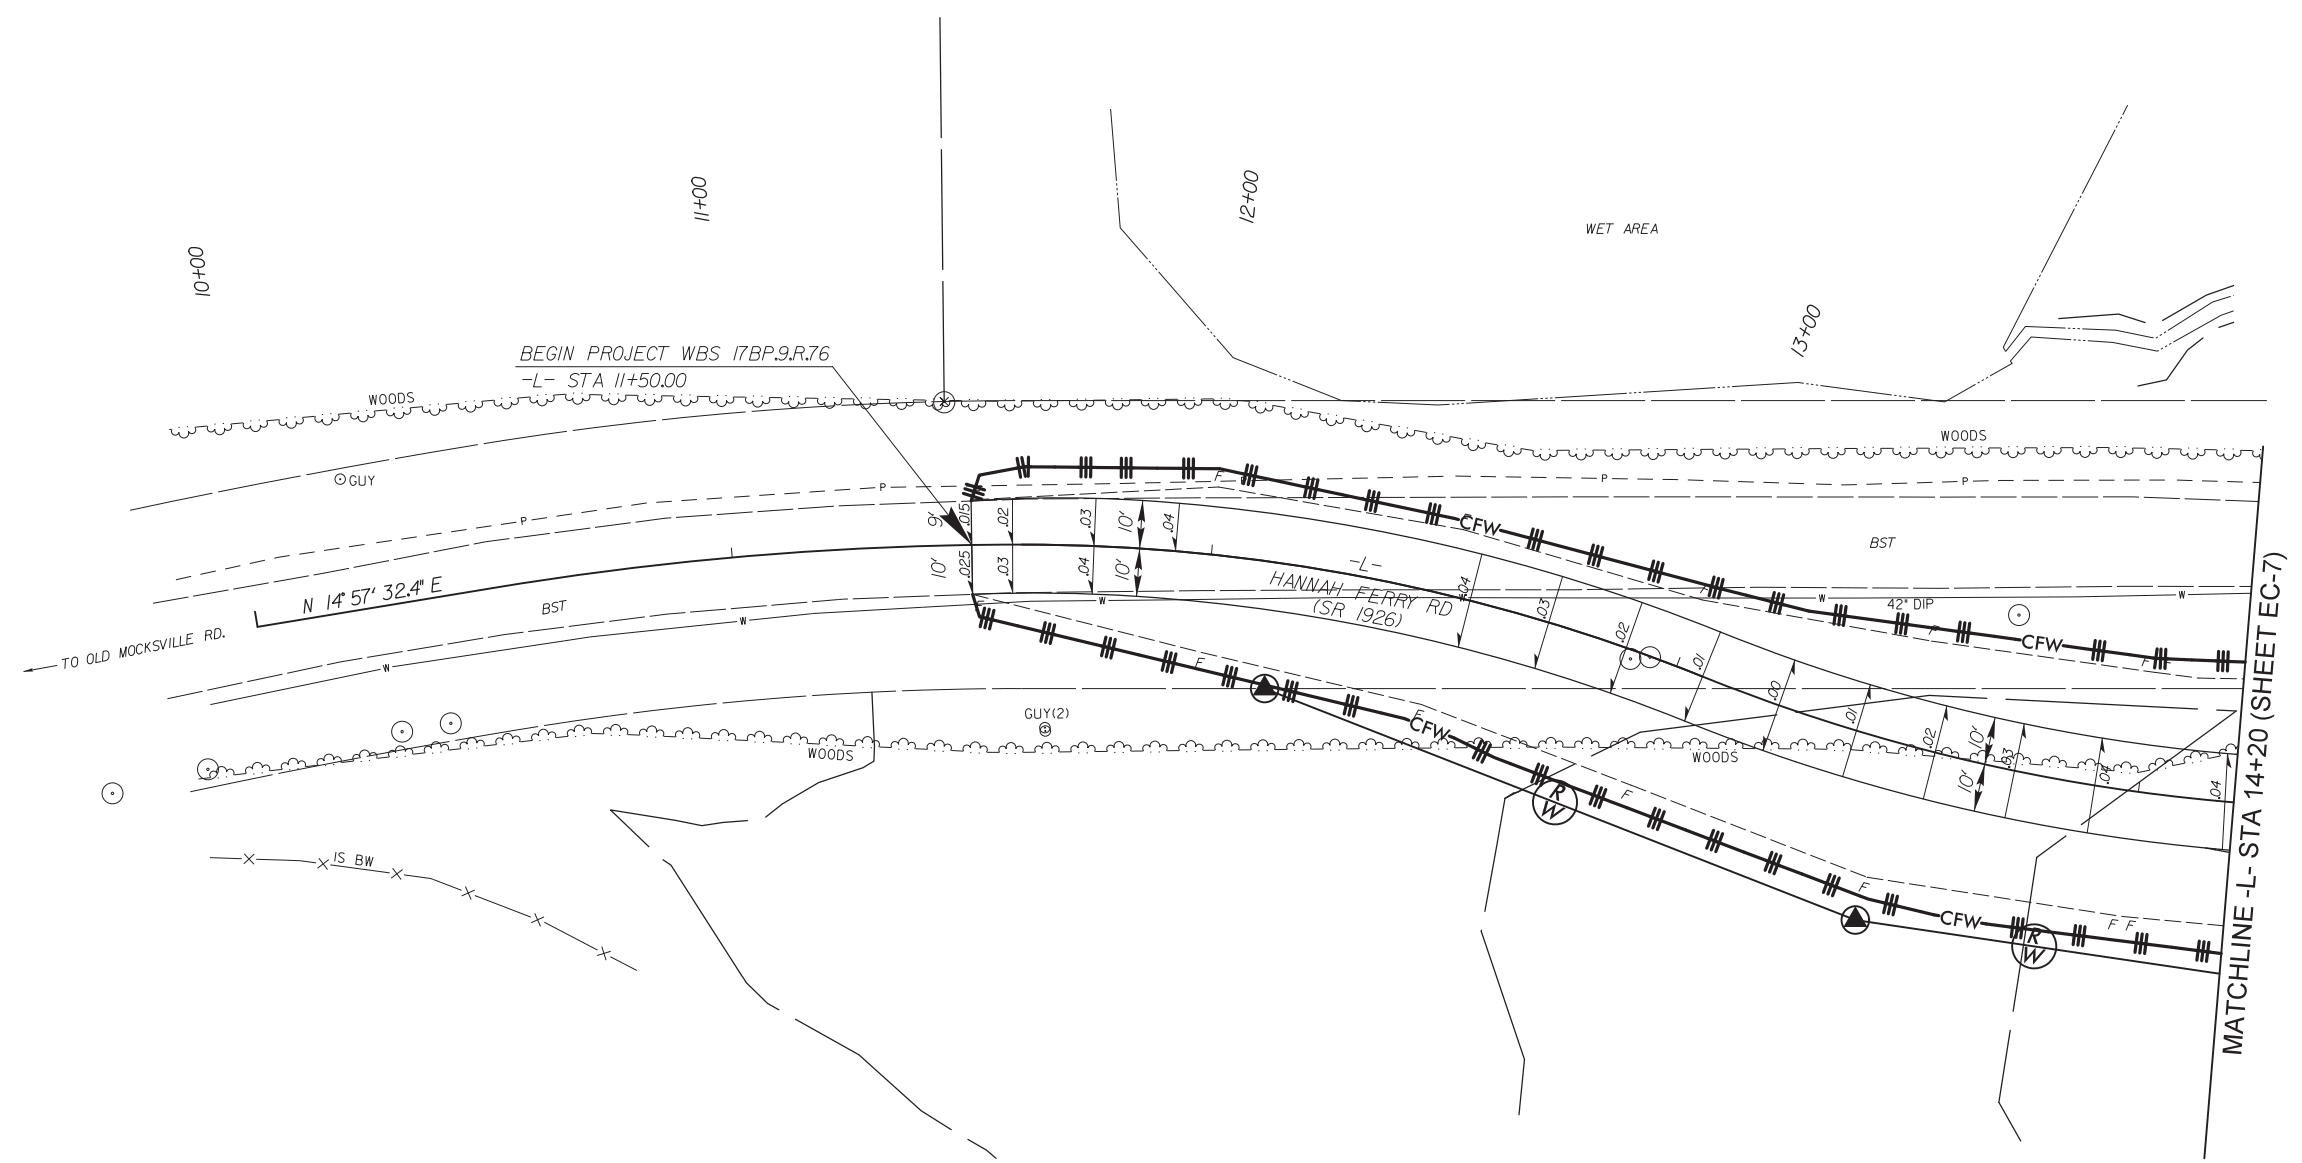 10+00
11+00
12+00
13+00
WET AREA
BEGIN PROJECT WBS 17BP.9.R.76
-L- STA 11+50.00
WOODS
WOODS
GUY
P
P
P
P
F
9'
.015
.02
.03
10'
.04
CFW
F
BST
10'
.025
.03
.04
10'
-L-
HANNAH FERRY RD
(SR 1926)
.04
.03
.02
.01
.00
.01
.02
10'
10'
.03
.04
.04
N 14° 57' 32.4" E
BST
TO OLD MOCKSVILLE RD.
W
W
W
W
W
42" DIP
F
F
CFW
F
F
F
GUY(2)
CFW
WOODS
WOODS
R
W
F
F
CFW
F F
R
W
IS BW
MATCHLINE -L- STA 14+20 (SHEET EC-7)